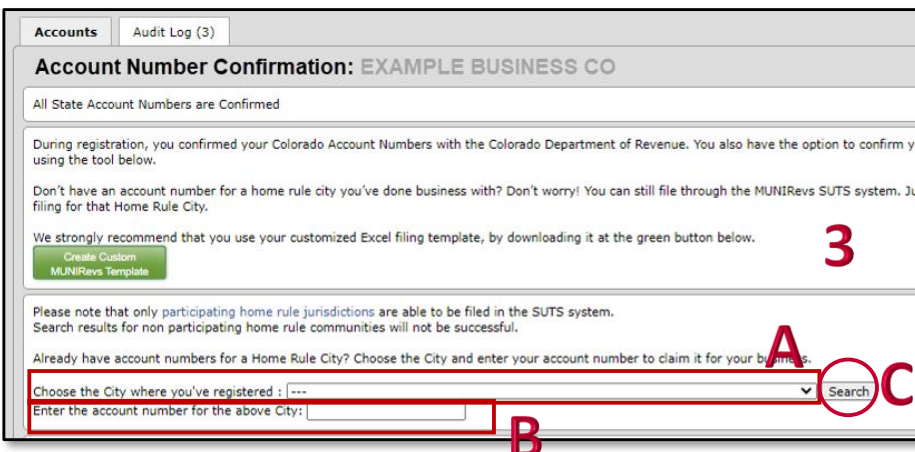 Accounts
Audit Log (3)
Account Number Confirmation: EXAMPLE BUSINESS CO
All State Account Numbers are Confirmed
During registration, you confirmed your Colorado Account Numbers with the Colorado Department of Revenue. You also have the option to confirm y
using the tool below.
Don't have an account number for a home rule city you've done business with? Don't worry! You can still file through the MUNIRevs SUTS system. Ju
filing for that Home Rule City.
We strongly recommend that you use your customized Excel filing template, by downloading it at the green button below.
3
Create Custom
MUNIRevs Template
Please note that only participating home rule jurisdictions are able to be filed in the SUTS system.
Search results for non participating home rule communities will not be successful.
Already have account numbers for a Home Rule City? Choose the City and enter your account number to claim it for your business.
A
Choose the City where you've registered : --- Search
C
Enter the account number for the above City:
B